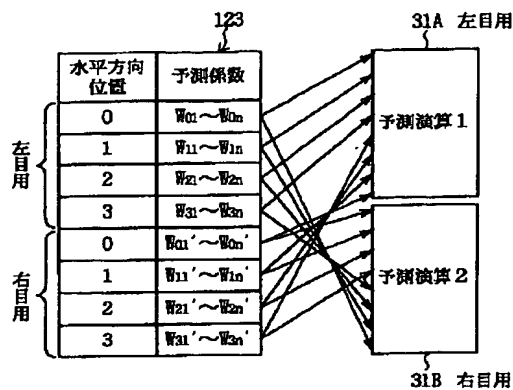 123
31A 左目用
水平方向位置 予測係数
0 W01～W0n
1 W11～W1n
2 W21～W2n
3 W31～W3n
0 W01'～W0n'
1 W11'～W1n'
2 W21'～W2n'
3 W31'～W3n'
左目用
右目用
予測演算1
予測演算2
31B 右目用